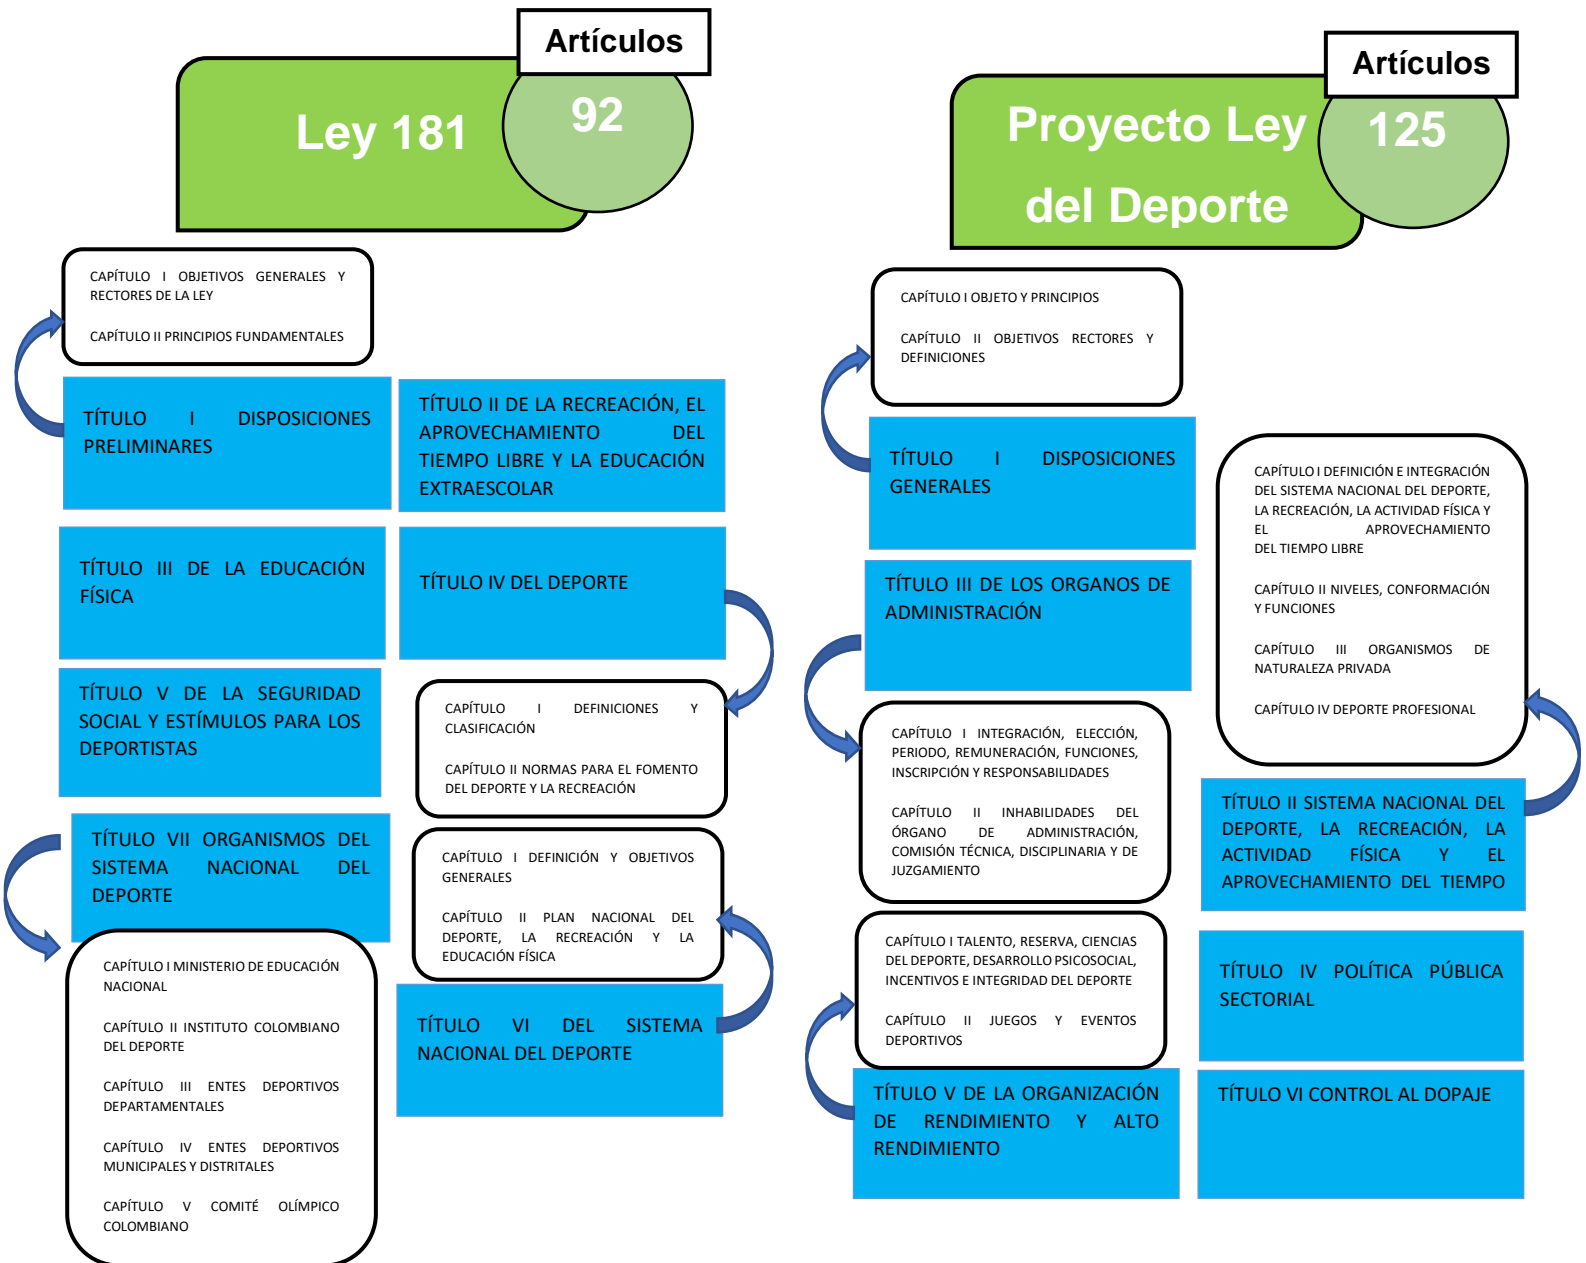 Artículos
Ley 181
92
CAPÍTULO I OBJETIVOS GENERALES Y
RECTORES DE LA LEY
CAPÍTULO II PRINCIPIOS FUNDAMENTALES
TÍTULO I DISPOSICIONES
PRELIMINARES
TÍTULO II DE LA RECREACIÓN, EL
APROVECHAMIENTO DEL
TIEMPO LIBRE Y LA EDUCACIÓN
EXTRAESCOLAR
TÍTULO III DE LA EDUCACIÓN
FÍSICA
TÍTULO IV DEL DEPORTE
TÍTULO V DE LA SEGURIDAD
SOCIAL Y ESTÍMULOS PARA LOS
DEPORTISTAS
CAPÍTULO I DEFINICIONES Y
CLASIFICACIÓN
CAPÍTULO II NORMAS PARA EL FOMENTO
DEL DEPORTE Y LA RECREACIÓN
TÍTULO VII ORGANISMOS DEL
SISTEMA NACIONAL DEL
DEPORTE
CAPÍTULO I DEFINICIÓN Y OBJETIVOS
GENERALES
CAPÍTULO II PLAN NACIONAL DEL
DEPORTE, LA RECREACIÓN Y LA
EDUCACIÓN FÍSICA
CAPÍTULO I MINISTERIO DE EDUCACIÓN
NACIONAL
CAPÍTULO II INSTITUTO COLOMBIANO
DEL DEPORTE
CAPÍTULO III ENTES DEPORTIVOS
DEPARTAMENTALES
CAPÍTULO IV ENTES DEPORTIVOS
MUNICIPALES Y DISTRITALES
CAPÍTULO V COMITÉ OLÍMPICO
COLOMBIANO
TÍTULO VI DEL SISTEMA
NACIONAL DEL DEPORTE
Artículos
Proyecto Ley
del Deporte
125
CAPÍTULO I OBJETO Y PRINCIPIOS
CAPÍTULO II OBJETIVOS RECTORES Y
DEFINICIONES
TÍTULO I DISPOSICIONES
GENERALES
CAPÍTULO I DEFINICIÓN E INTEGRACIÓN
DEL SISTEMA NACIONAL DEL DEPORTE,
LA RECREACIÓN, LA ACTIVIDAD FÍSICA Y
EL APROVECHAMIENTO
DEL TIEMPO LIBRE
CAPÍTULO II NIVELES, CONFORMACIÓN
Y FUNCIONES
CAPÍTULO III ORGANISMOS DE
NATURALEZA PRIVADA
CAPÍTULO IV DEPORTE PROFESIONAL
TÍTULO III DE LOS ORGANOS DE
ADMINISTRACIÓN
CAPÍTULO I INTEGRACIÓN, ELECCIÓN,
PERIODO, REMUNERACIÓN, FUNCIONES,
INSCRIPCIÓN Y RESPONSABILIDADES
CAPÍTULO II INHABILIDADES DEL
ÓRGANO DE ADMINISTRACIÓN,
COMISIÓN TÉCNICA, DISCIPLINARIA Y DE
JUZGAMIENTO
TÍTULO II SISTEMA NACIONAL DEL
DEPORTE, LA RECREACIÓN, LA
ACTIVIDAD FÍSICA Y EL
APROVECHAMIENTO DEL TIEMPO
CAPÍTULO I TALENTO, RESERVA, CIENCIAS
DEL DEPORTE, DESARROLLO PSICOSOCIAL,
INCENTIVOS E INTEGRIDAD DEL DEPORTE
CAPÍTULO II JUEGOS Y EVENTOS
DEPORTIVOS
TÍTULO IV POLÍTICA PÚBLICA
SECTORIAL
TÍTULO V DE LA ORGANIZACIÓN
DE RENDIMIENTO Y ALTO
RENDIMIENTO
TÍTULO VI CONTROL AL DOPAJE